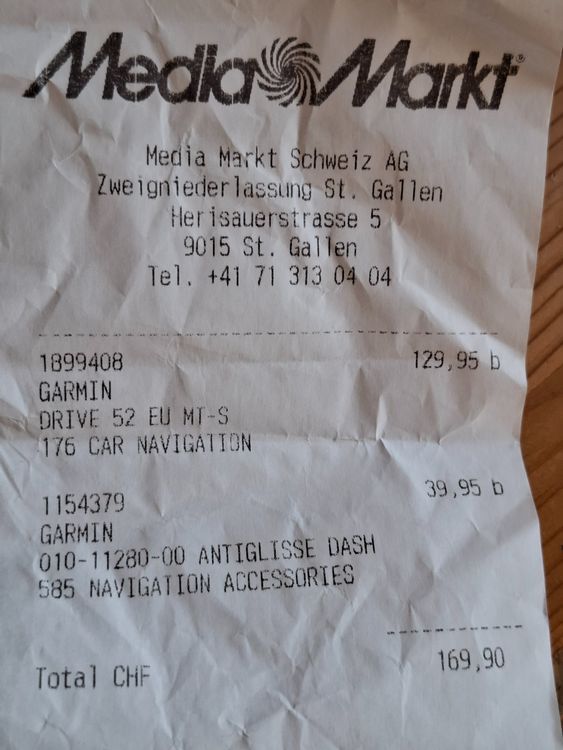 Media Markt®
Media Markt Schweiz AG
Zweigniederlassung St. Gallen
Herisauerstrasse 5
9015 St. Gallen
Tel. +41 71 313 04 04
1899408 129,95 b
GARMIN
DRIVE 52 EU MT-S
176 CAR NAVIGATION
1154379 39,95 b
GARMIN
010-11280-00 ANTIGLISSE DASH
585 NAVIGATION ACCESSORIES
Total CHF 169,90